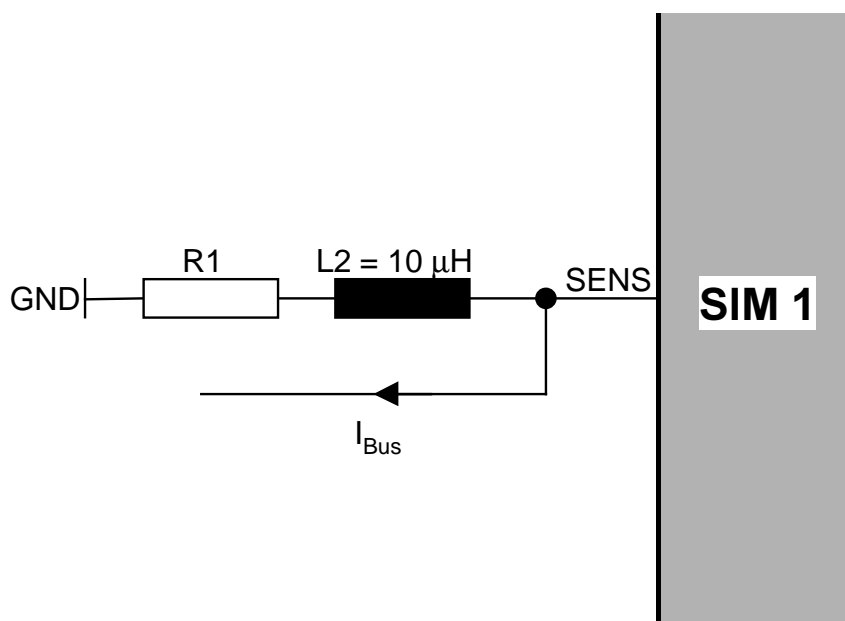 R1
L2 = 10 μH
GND
SENS
SIM 1
I_Bus